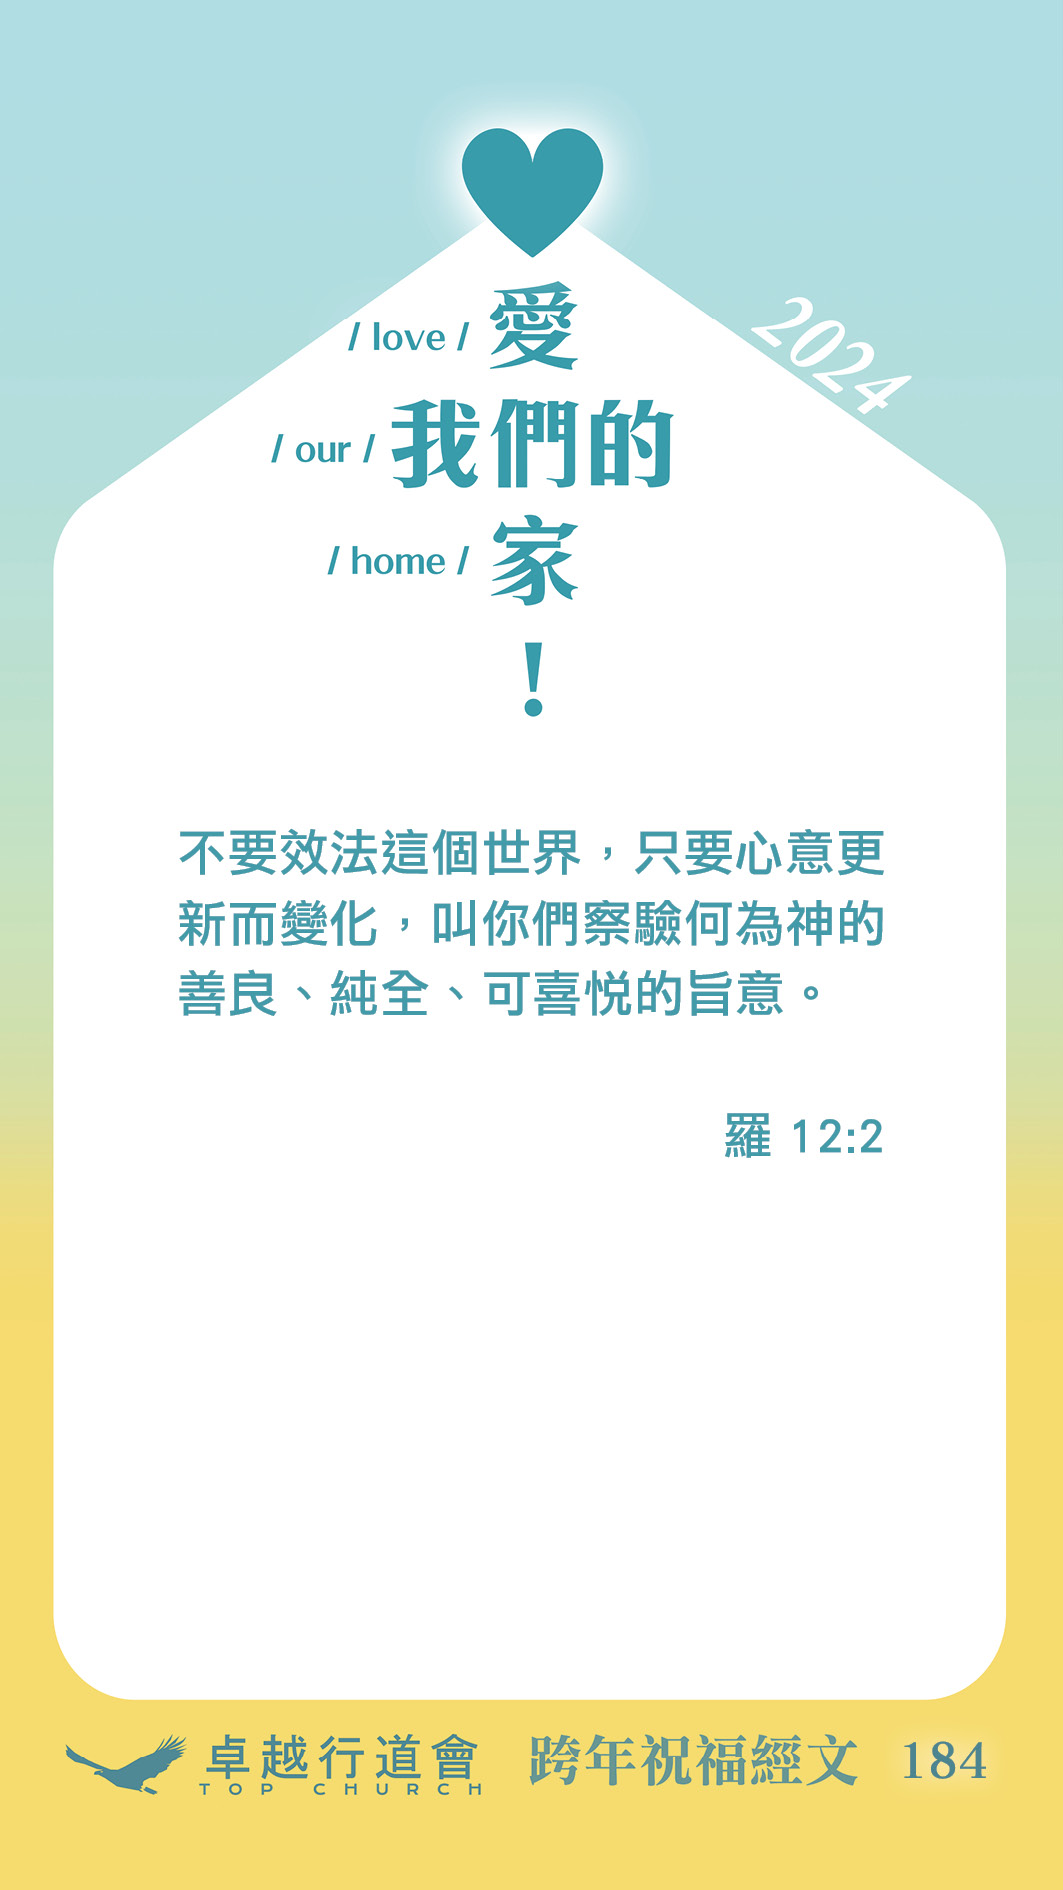 2024
/ love / 愛
/ our / 我們的
/ home / 家
!
不要效法這個世界，只要心意更
新而變化，叫你們察驗何為神的
善良、純全、可喜悦的旨意。
羅 12:2
卓越行道會
TOP CHURCH
跨年祝福經文 184